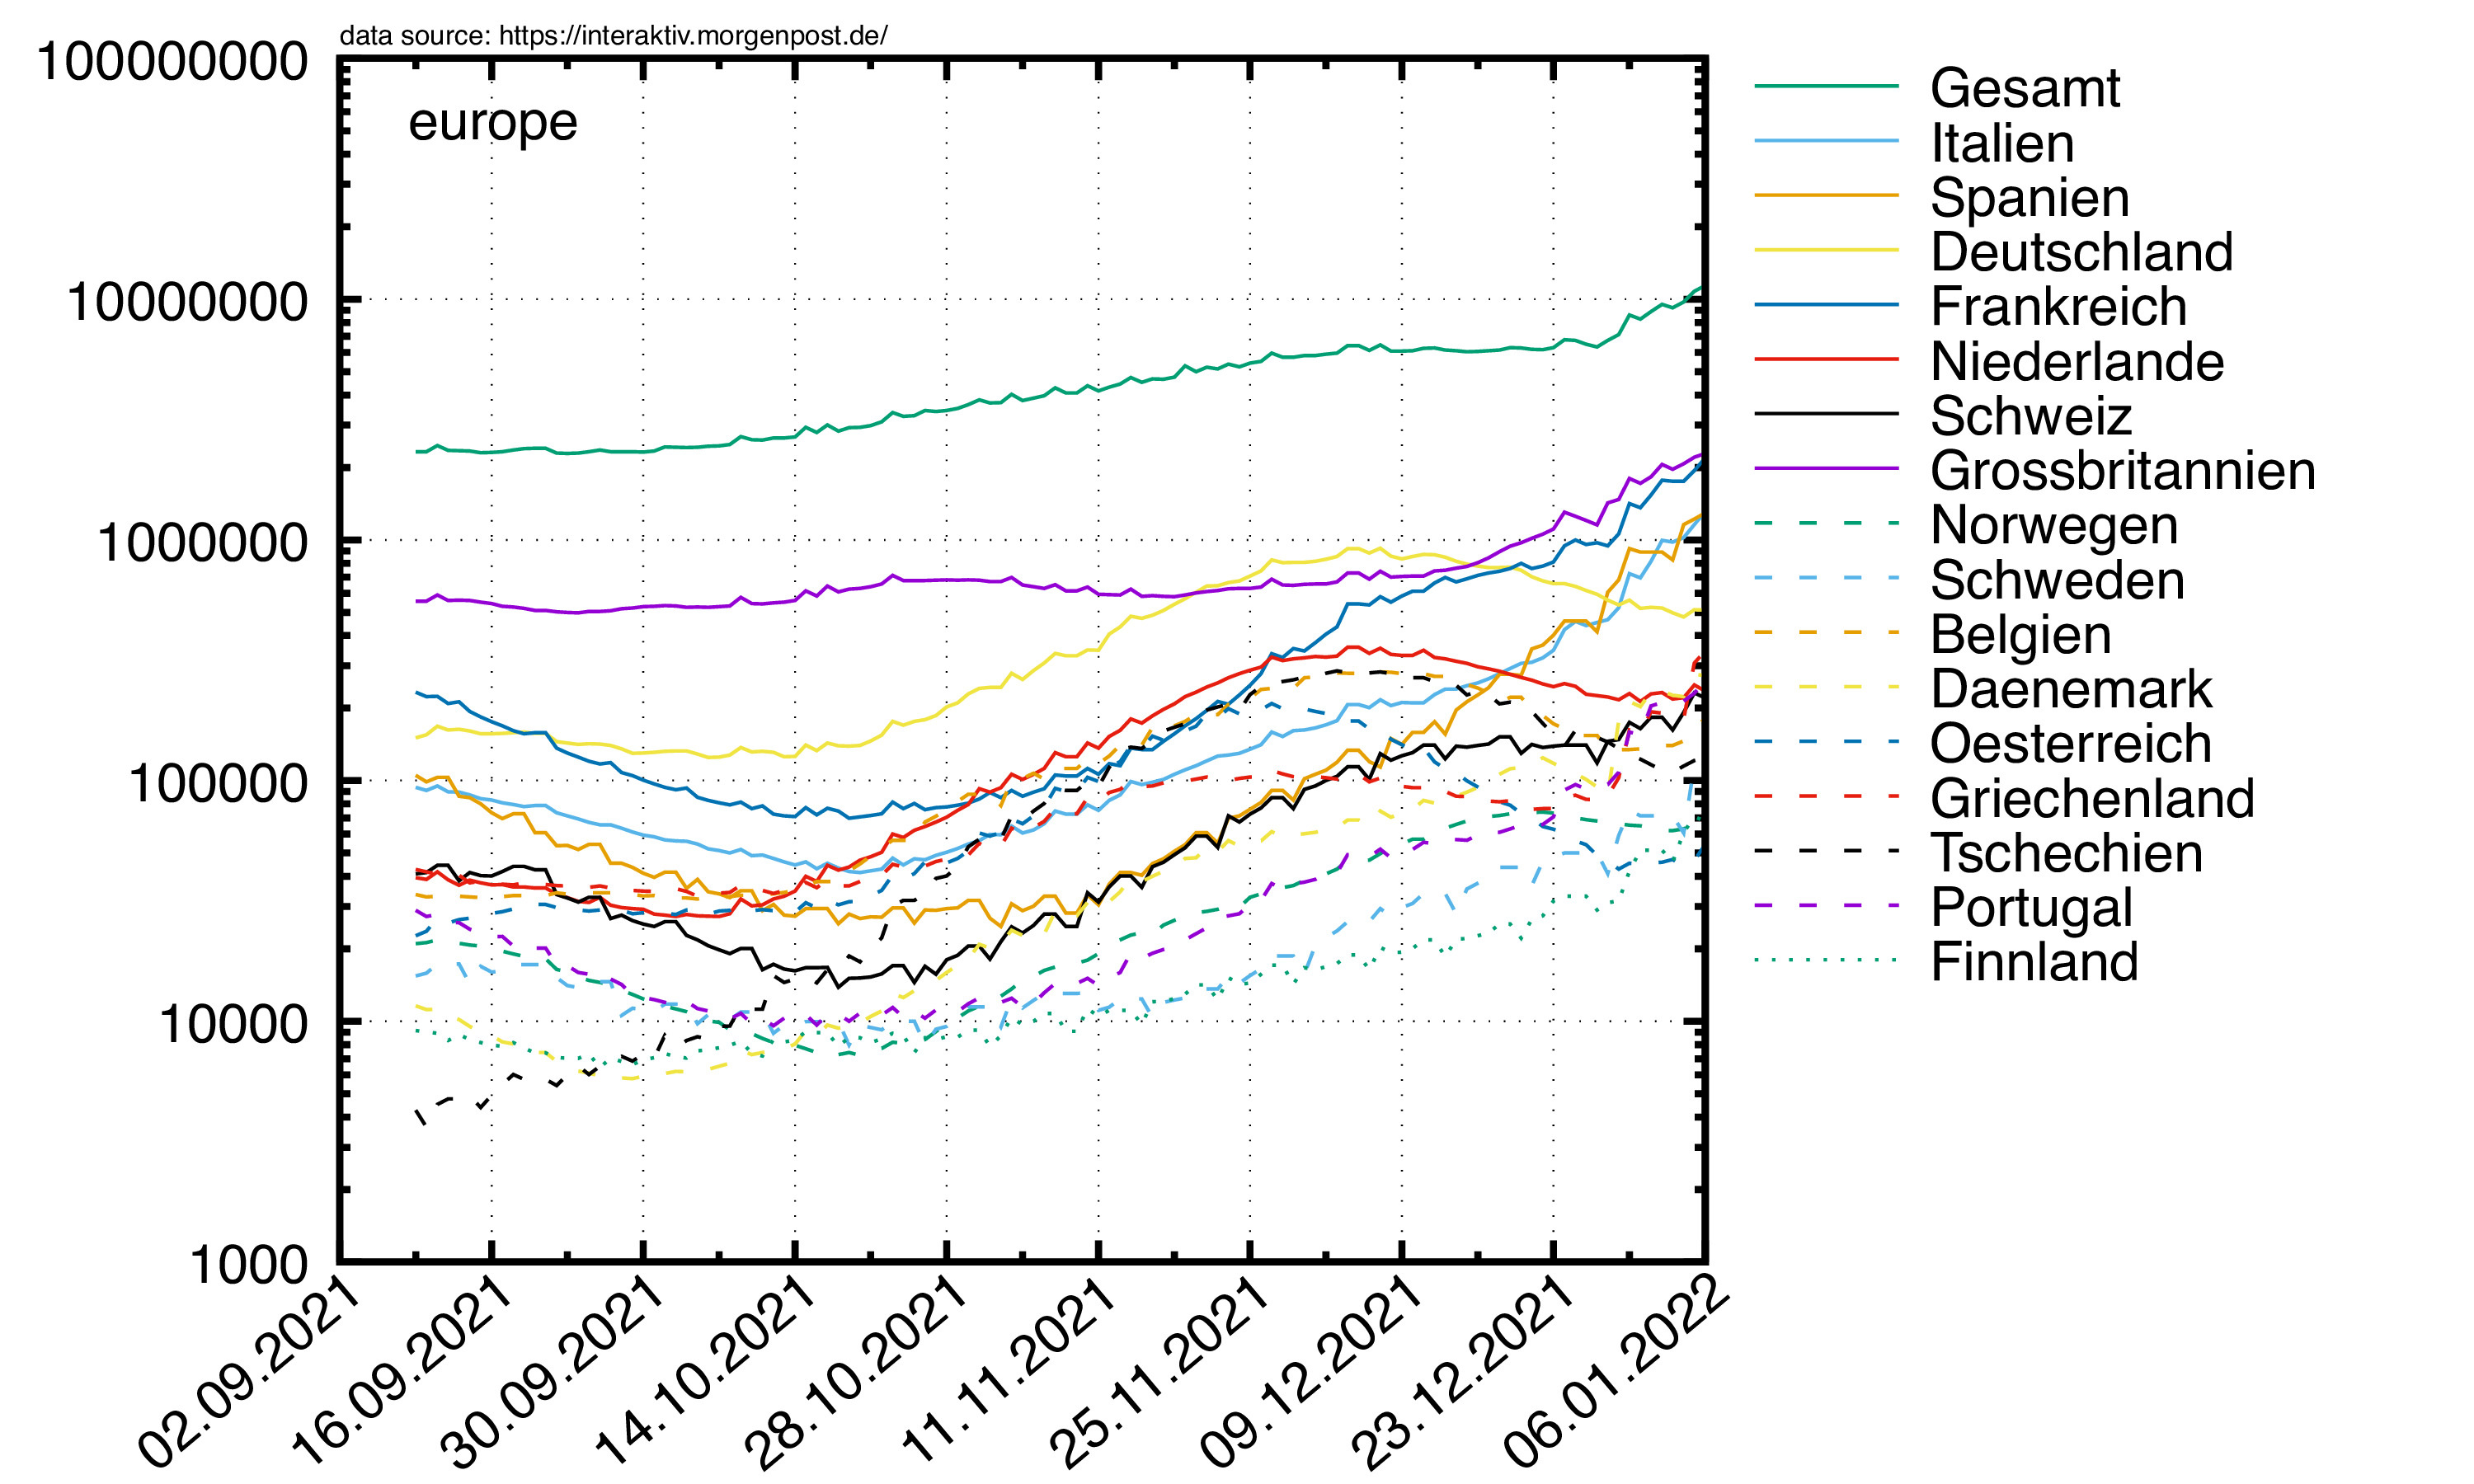 data source: https://interaktiv.morgenpost.de/
europe
100000000
10000000
1000000
100000
10000
1000
02.09.2021
16.09.2021
30.09.2021
14.10.2021
28.10.2021
11.11.2021
25.11.2021
09.12.2021
23.12.2021
06.01.2022
Gesamt
Italien
Spanien
Deutschland
Frankreich
Niederlande
Schweiz
Grossbritannien
Norwegen
Schweden
Belgien
Daenemark
Oesterreich
Griechenland
Tschechien
Portugal
Finnland